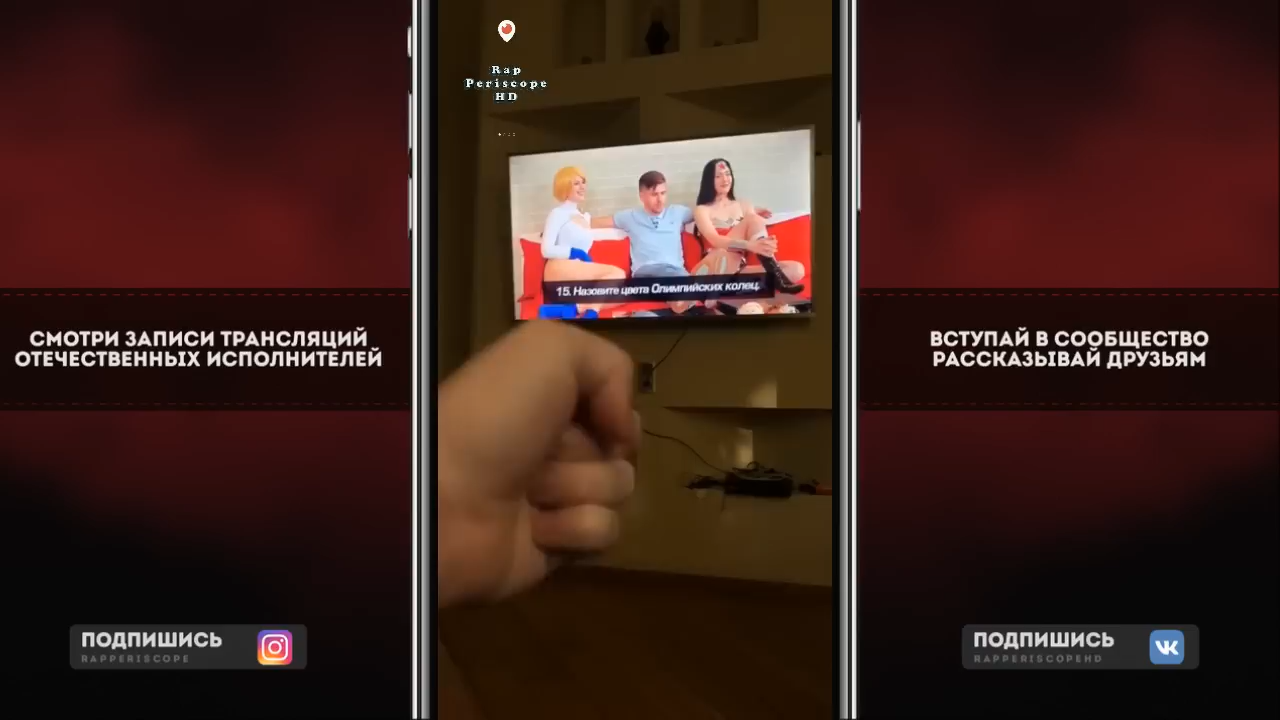 Rap
Periscope
HD
15. Назовите цвета Олимпийских колец.
СМОТРИ ЗАПИСИ ТРАНСЛЯЦИЙ
ОТЕЧЕСТВЕННЫХ ИСПОЛНИТЕЛЕЙ
ВСТУПАЙ В СООБЩЕСТВО
РАССКАЗЫВАЙ ДРУЗЬЯМ
ПОДПИШИСЬ
RAPPERISCOPE
ПОДПИШИСЬ
RAPPERISCOPEHD